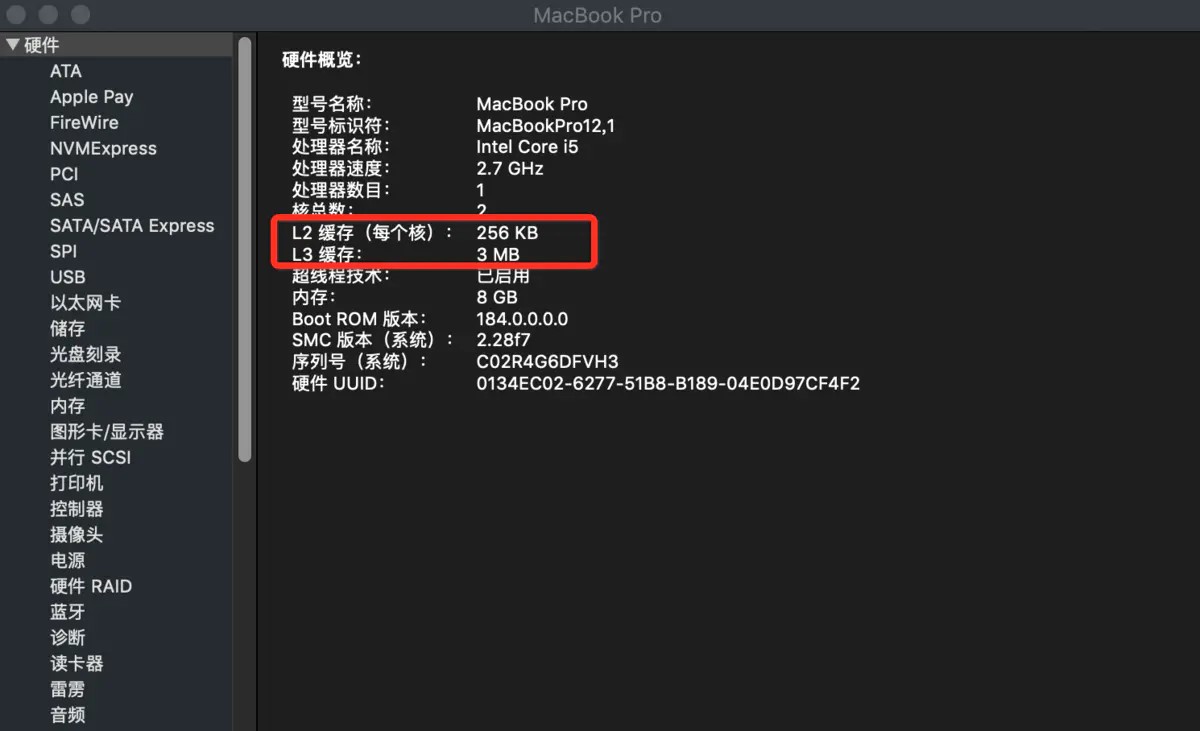 MacBook Pro
硬件
ATA
Apple Pay
FireWire
NVMExpress
PCI
SAS
SATA/SATA Express
SPI
USB
以太网卡
储存
光盘刻录
光纤通道
内存
图形卡/显示器
并行 SCSI
打印机
控制器
摄像头
电源
硬件 RAID
蓝牙
诊断
读卡器
雷雳
音频
硬件概览：
型号名称： MacBook Pro
型号标识符： MacBookPro12,1
处理器名称： Intel Core i5
处理器速度： 2.7 GHz
处理器数目： 1
核总数： 2
L2 缓存（每个核）： 256 KB
L3 缓存： 3 MB
超线程技术： 已启用
内存： 8 GB
Boot ROM 版本： 184.0.0.0.0
SMC 版本（系统）： 2.28f7
序列号（系统）： C02R4G6DFVH3
硬件 UUID： 0134EC02-6277-51B8-B189-04E0D97CF4F2